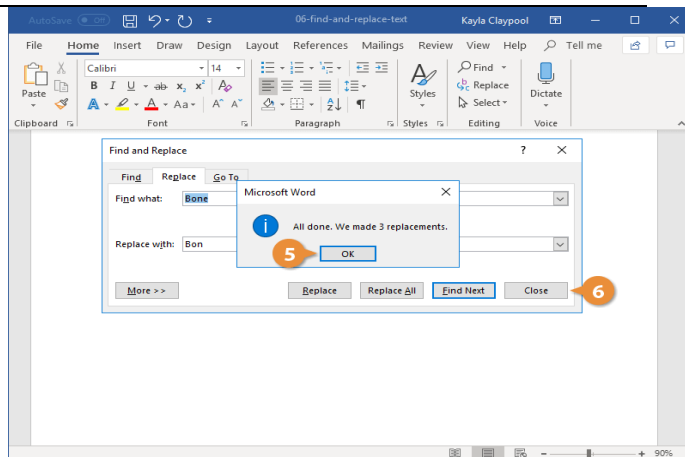 AutoSave Off 06-find-and-replace-text Kayla Claypool
File Home Insert Draw Design Layout References Mailings Review View Help Tell me
Calibri 14 Find
Paste B I U ab x₂ x² A Styles Replace Dictate
A A Aa A A Select
Clipboard Font Paragraph Styles Editing Voice
Find and Replace ? ×
Find Replace Go To
Microsoft Word ×
Find what: Bone
All done. We made 3 replacements.
Replace with: Bon
5 OK
More >> Replace Replace All Find Next Close 6
90%